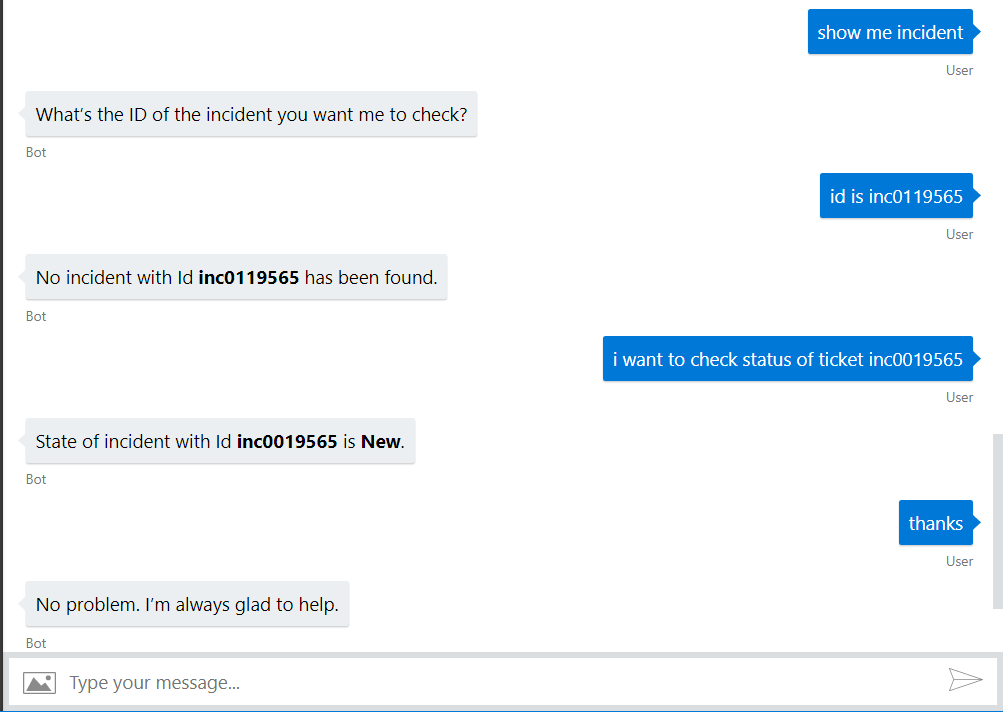 show me incident
User
What's the ID of the incident you want me to check?
Bot
id is inc0119565
User
No incident with Id inc0119565 has been found.
Bot
i want to check status of ticket inc0019565
User
State of incident with Id inc0019565 is New.
Bot
thanks
User
No problem. I'm always glad to help.
Bot
Type your message...